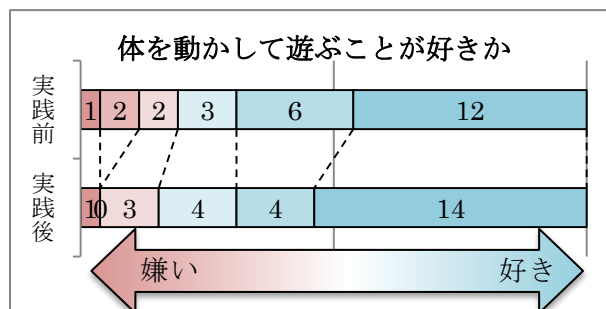 体を動かして遊ぶことが好きか
実践前
1 2 2 3 6 12
実践後
1 0 3 4 4 14
嫌い 好き